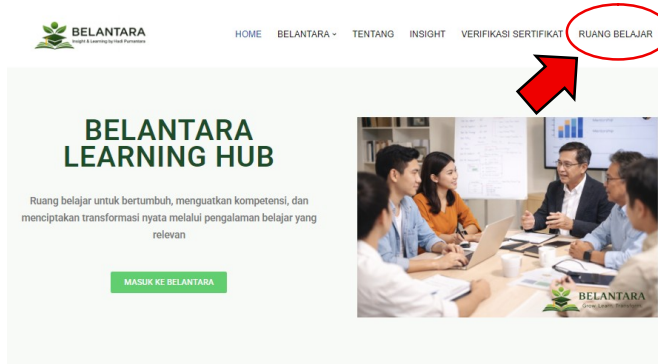 BELANTARA
Insight & Learning by Hadi Purnantara
HOME BELANTARA TENTANG INSIGHT VERIFIKASI SERTIFIKAT RUANG BELAJAR
BELANTARA
LEARNING HUB
Ruang belajar untuk bertumbuh, menguatkan kompetensi, dan
menciptakan transformasi nyata melalui pengalaman belajar yang
relevan
MASUK KE BELANTARA
BELANTARA
Grow. Learn. Transform.